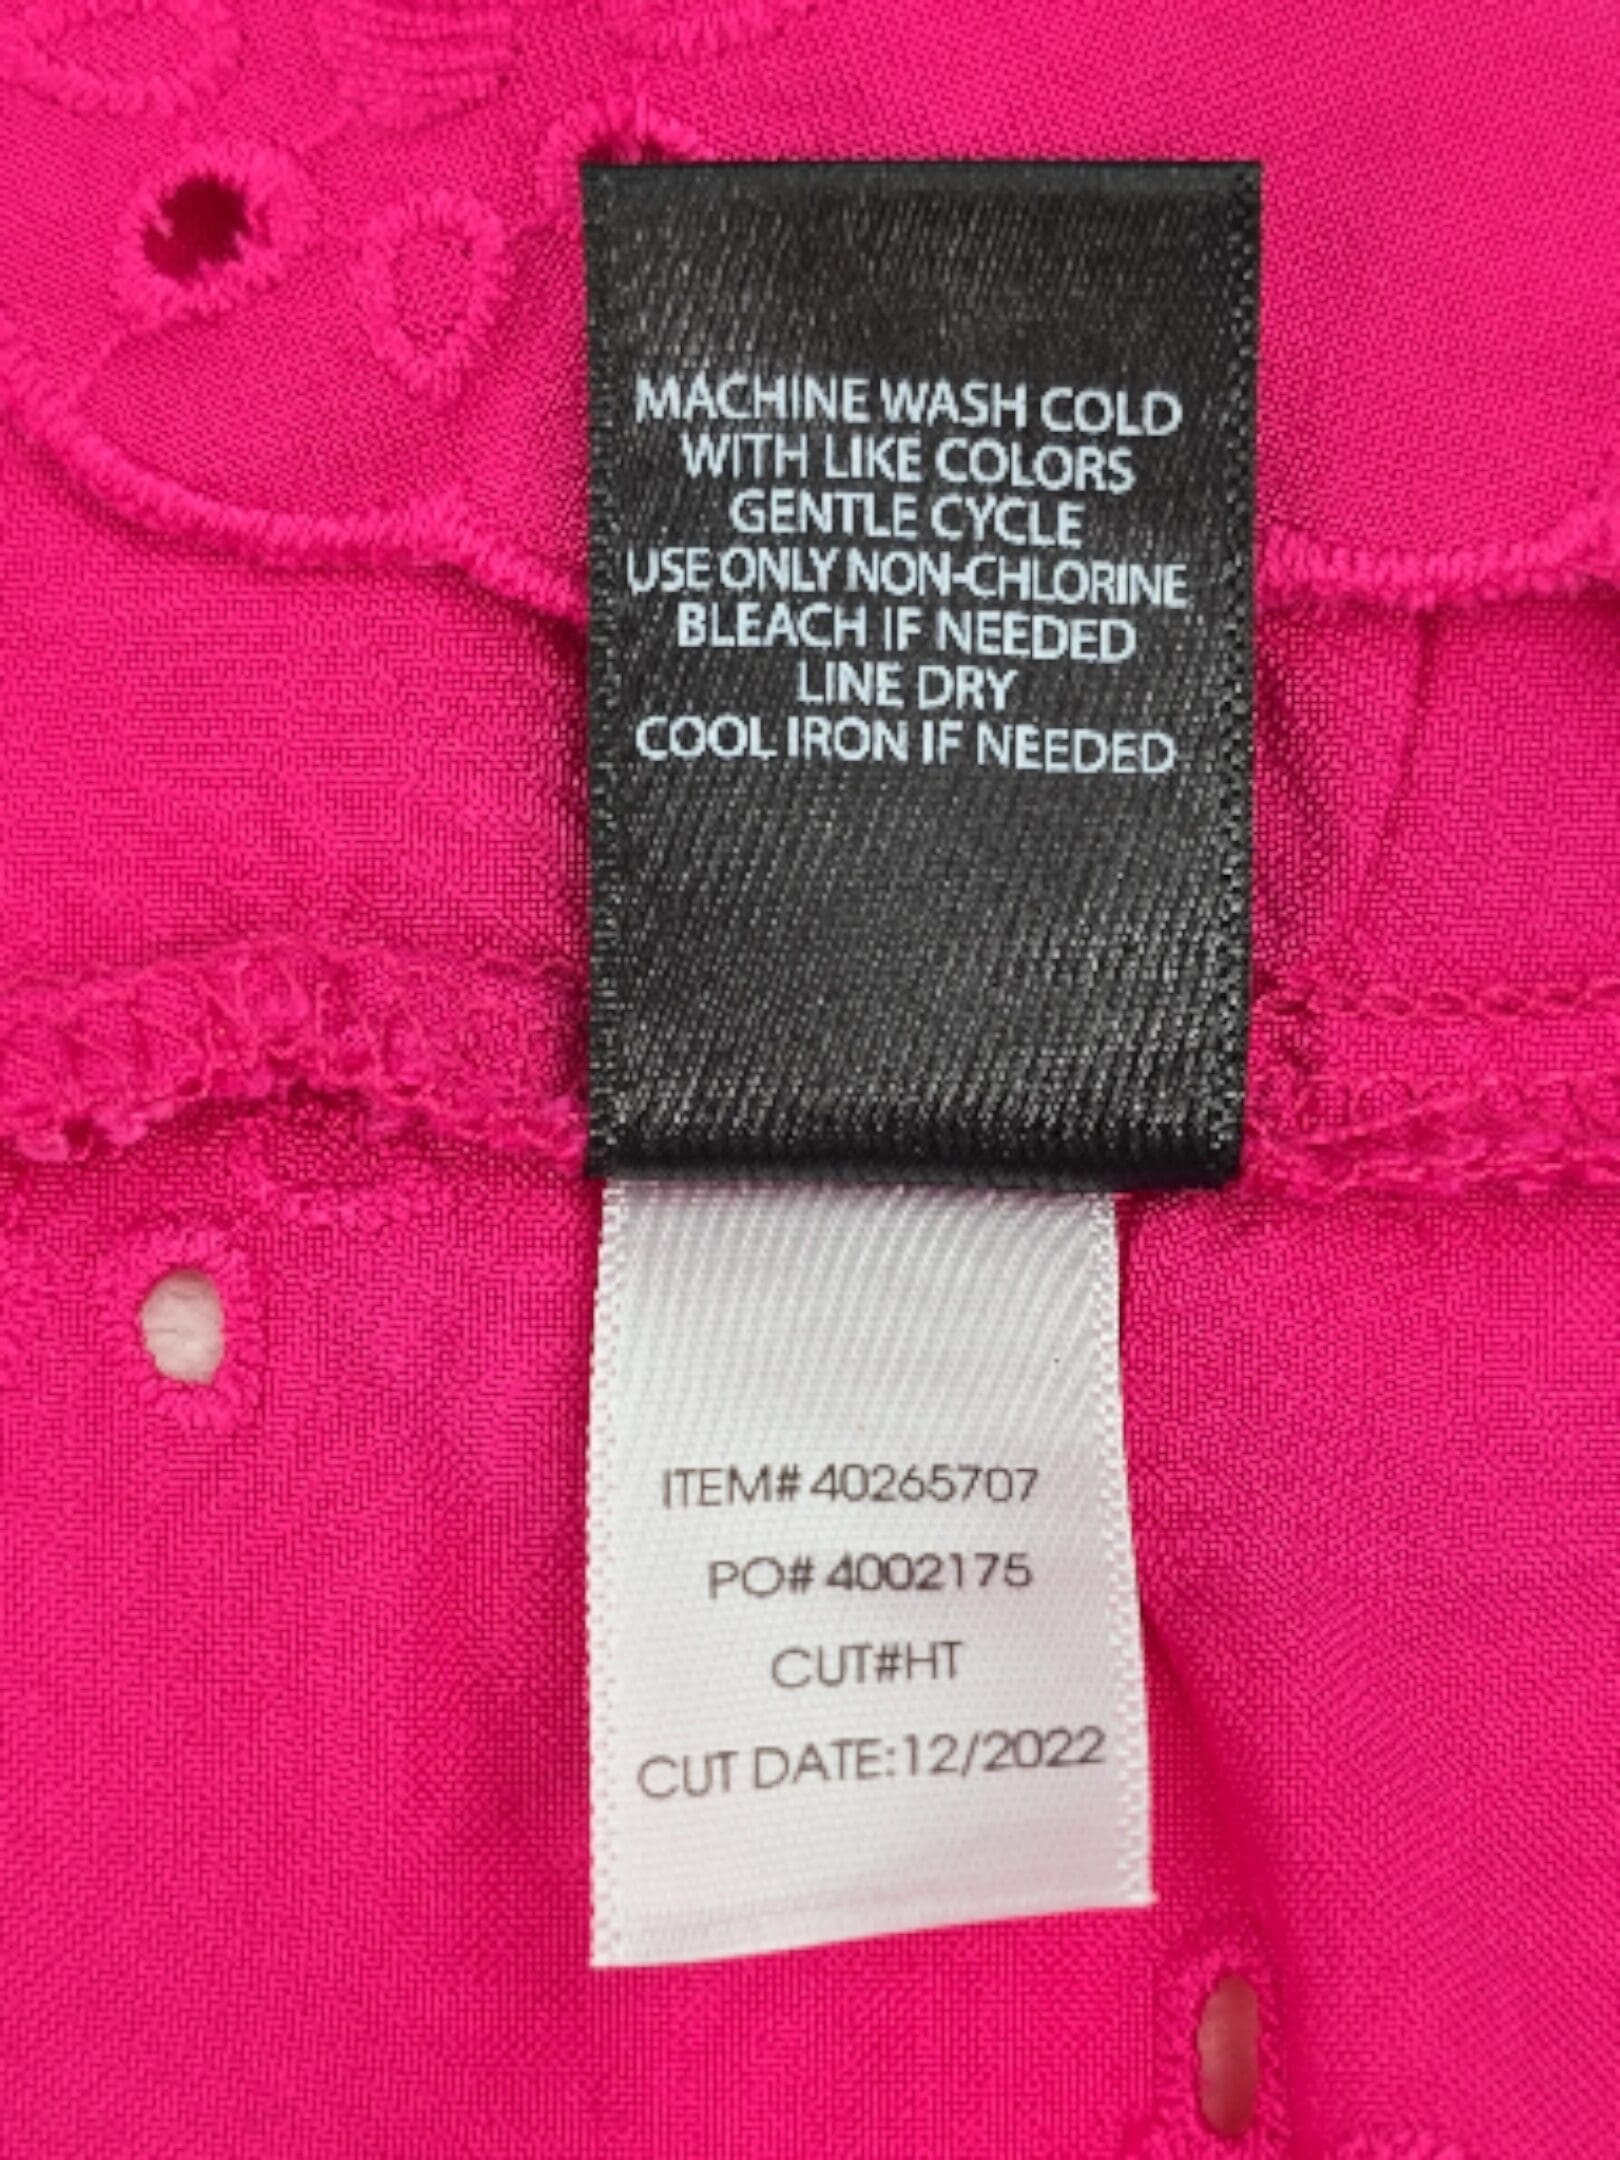 MACHINE WASH COLD
WITH LIKE COLORS
GENTLE CYCLE
USE ONLY NON-CHLORINE
BLEACH IF NEEDED
LINE DRY
COOL IRON IF NEEDED
ITEM# 40265707
PO# 4002175
CUT#HT
CUT DATE:12/2022